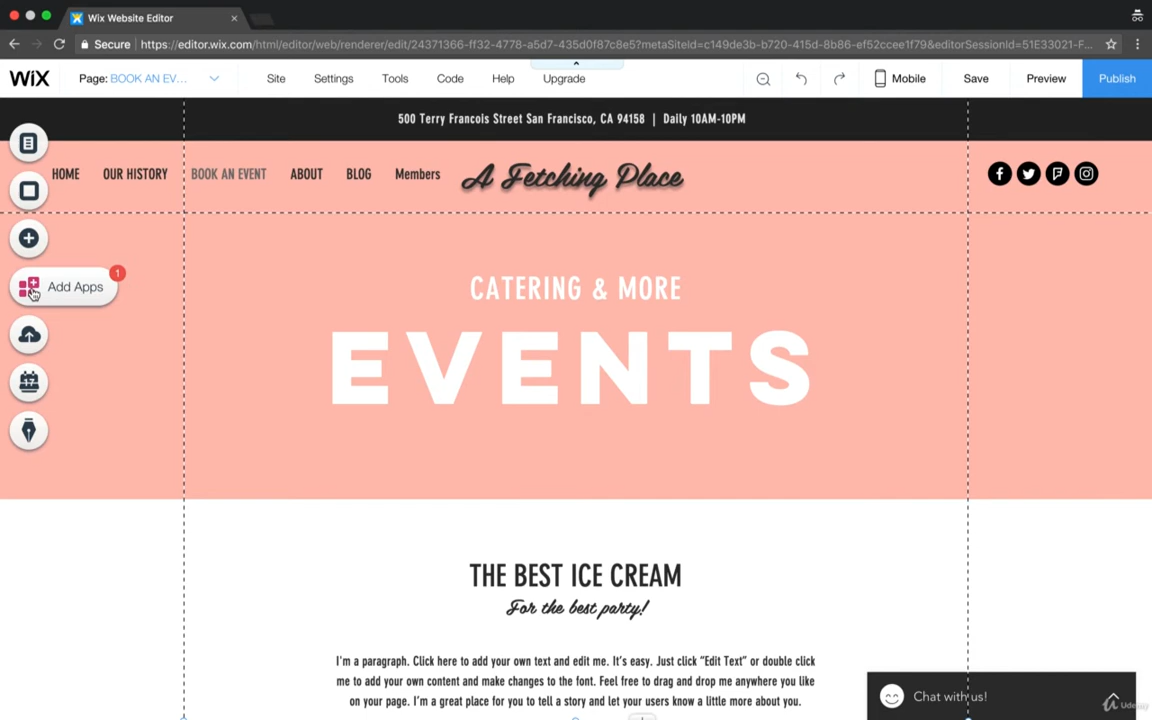 Wix Website Editor
Secure
https://editor.wix.com/html/editor/web/renderer/edit/24371366-ff32-4778-a5d7-435d0f87c8e5?metaSiteId=c149de3b-b720-415d-8b86-ef52ccee1f79&editorSessionId=51E33021-F...
WiX
Page: BOOK AN EV...
Site
Settings
Tools
Code
Help
Upgrade
Mobile
Save
Preview
Publish
500 Terry Francois Street San Francisco, CA 94158 | Daily 10AM-10PM
HOME
OUR HISTORY
BOOK AN EVENT
ABOUT
BLOG
Members
A Fetching Place
1
Add Apps
17
CATERING & MORE
EVENTS
THE BEST ICE CREAM
For the best party!
I'm a paragraph. Click here to add your own text and edit me. It's easy. Just click "Edit Text" or double click
me to add your own content and make changes to the font. Feel free to drag and drop me anywhere you like
on your page. I'm a great place for you to tell a story and let your users know a little more about you.
Chat with us!
Udemy